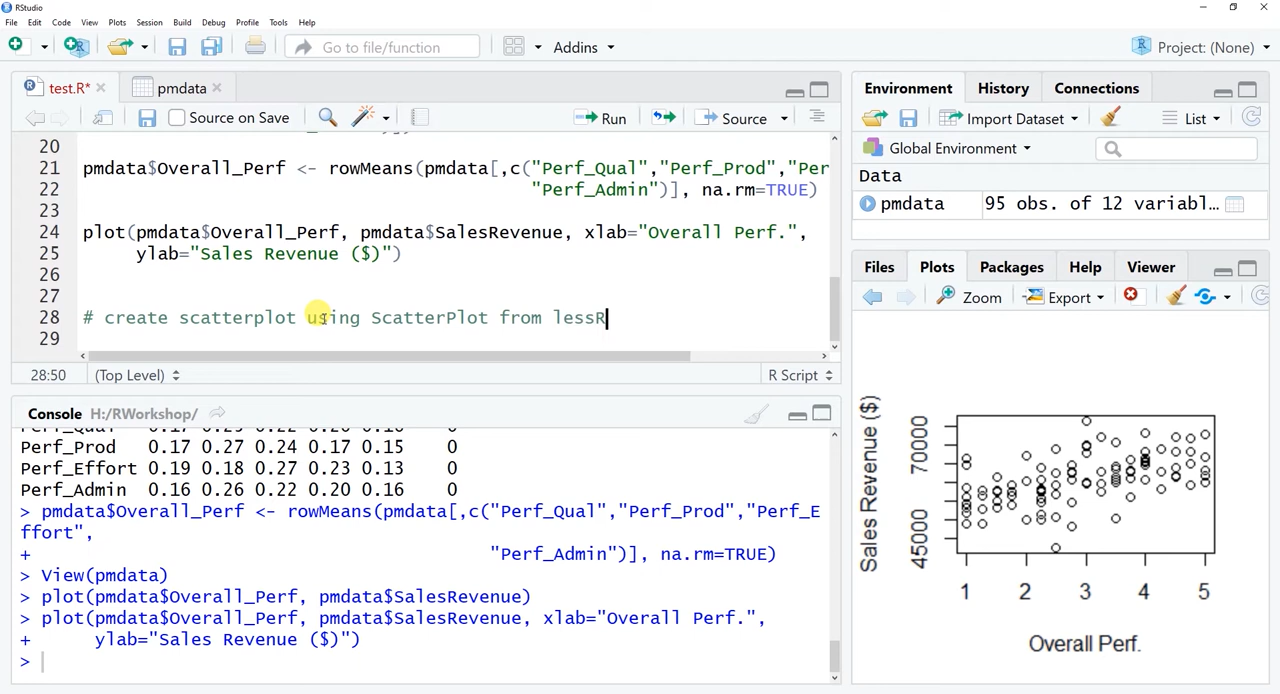 RStudio
File Edit Code View Plots Session Build Debug Profile Tools Help
Go to file/function Addins Project: (None)
test.R* pmdata
Source on Save Run Source
20
21 pmdata$Overall_Perf <- rowMeans(pmdata[,c("Perf_Qual","Perf_Prod","Per
22 "Perf_Admin")], na.rm=TRUE)
23
24 plot(pmdata$Overall_Perf, pmdata$SalesRevenue, xlab="Overall Perf.",
25 ylab="Sales Revenue ($)")
26
27
28 # create scatterplot using ScatterPlot from lessR
29
28:50 (Top Level) R Script
Console H:/RWorkshop/
Perf_Prod 0.17 0.27 0.24 0.17 0.15 0
Perf_Effort 0.19 0.18 0.27 0.23 0.13 0
Perf_Admin 0.16 0.26 0.22 0.20 0.16 0
> pmdata$Overall_Perf <- rowMeans(pmdata[,c("Perf_Qual","Perf_Prod","Perf_E
ffort",
+ "Perf_Admin")], na.rm=TRUE)
> View(pmdata)
> plot(pmdata$Overall_Perf, pmdata$SalesRevenue)
> plot(pmdata$Overall_Perf, pmdata$SalesRevenue, xlab="Overall Perf.",
+ ylab="Sales Revenue ($)")
>
Environment History Connections
Import Dataset List
Global Environment
Data
pmdata 95 obs. of 12 variabl…
Files Plots Packages Help Viewer
Zoom Export
Sales Revenue ($)
70000
45000
1 2 3 4 5
Overall Perf.